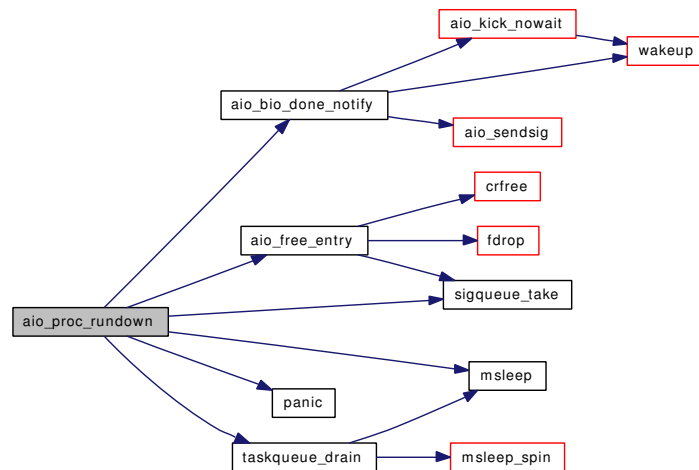 aio_kick_nowait
wakeup
aio_bio_done_notify
aio_sendsig
crfree
aio_free_entry
fdrop
sigqueue_take
aio_proc_rundown
msleep
panic
taskqueue_drain
msleep_spin